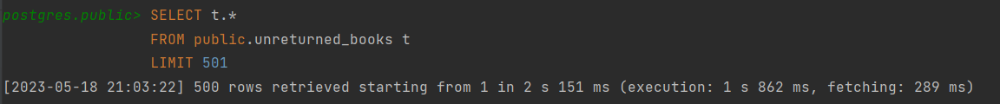 postgres.public> SELECT t.*
FROM public.unreturned_books t
LIMIT 501
[2023-05-18 21:03:22] 500 rows retrieved starting from 1 in 2 s 151 ms (execution: 1 s 862 ms, fetching: 289 ms)